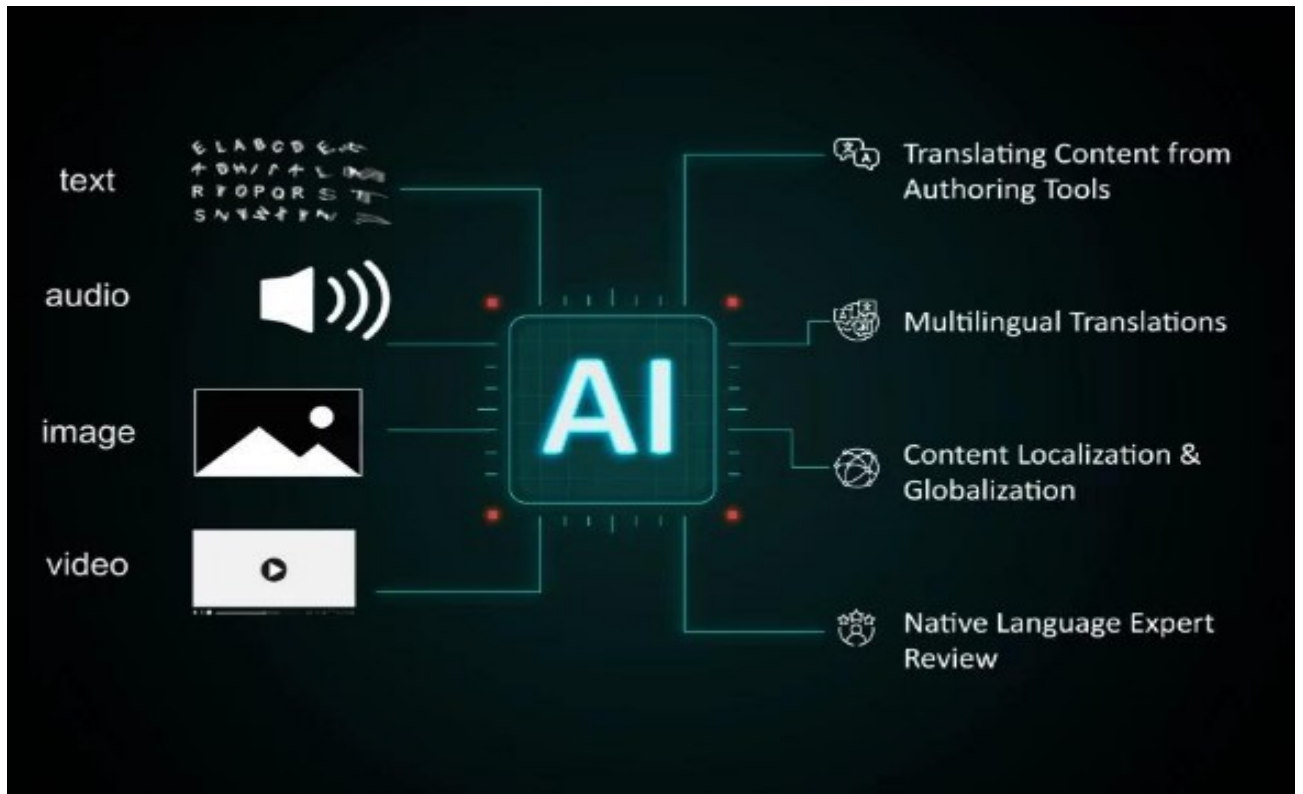 text
E L A B C D E
R P O P Q R S T
audio
image
video
AI
Translating Content from
Authoring Tools
Multilingual Translations
Content Localization &
Globalization
Native Language Expert
Review